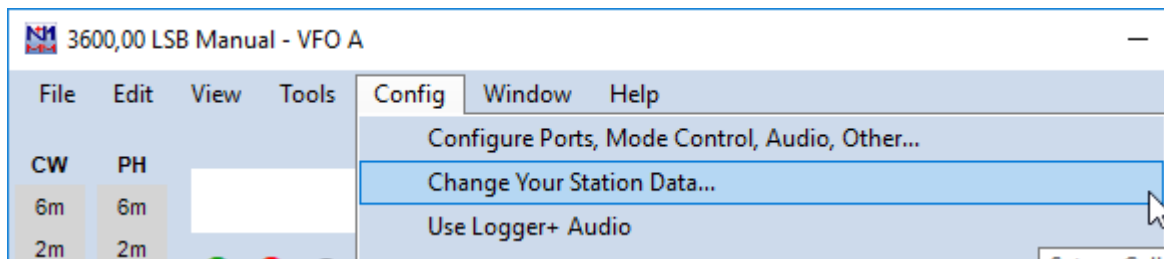 3600,00 LSB Manual - VFO A
File Edit View Tools Config Window Help
Configure Ports, Mode Control, Audio, Other...
CW PH
Change Your Station Data...
6m 6m
Use Logger+ Audio
2m 2m